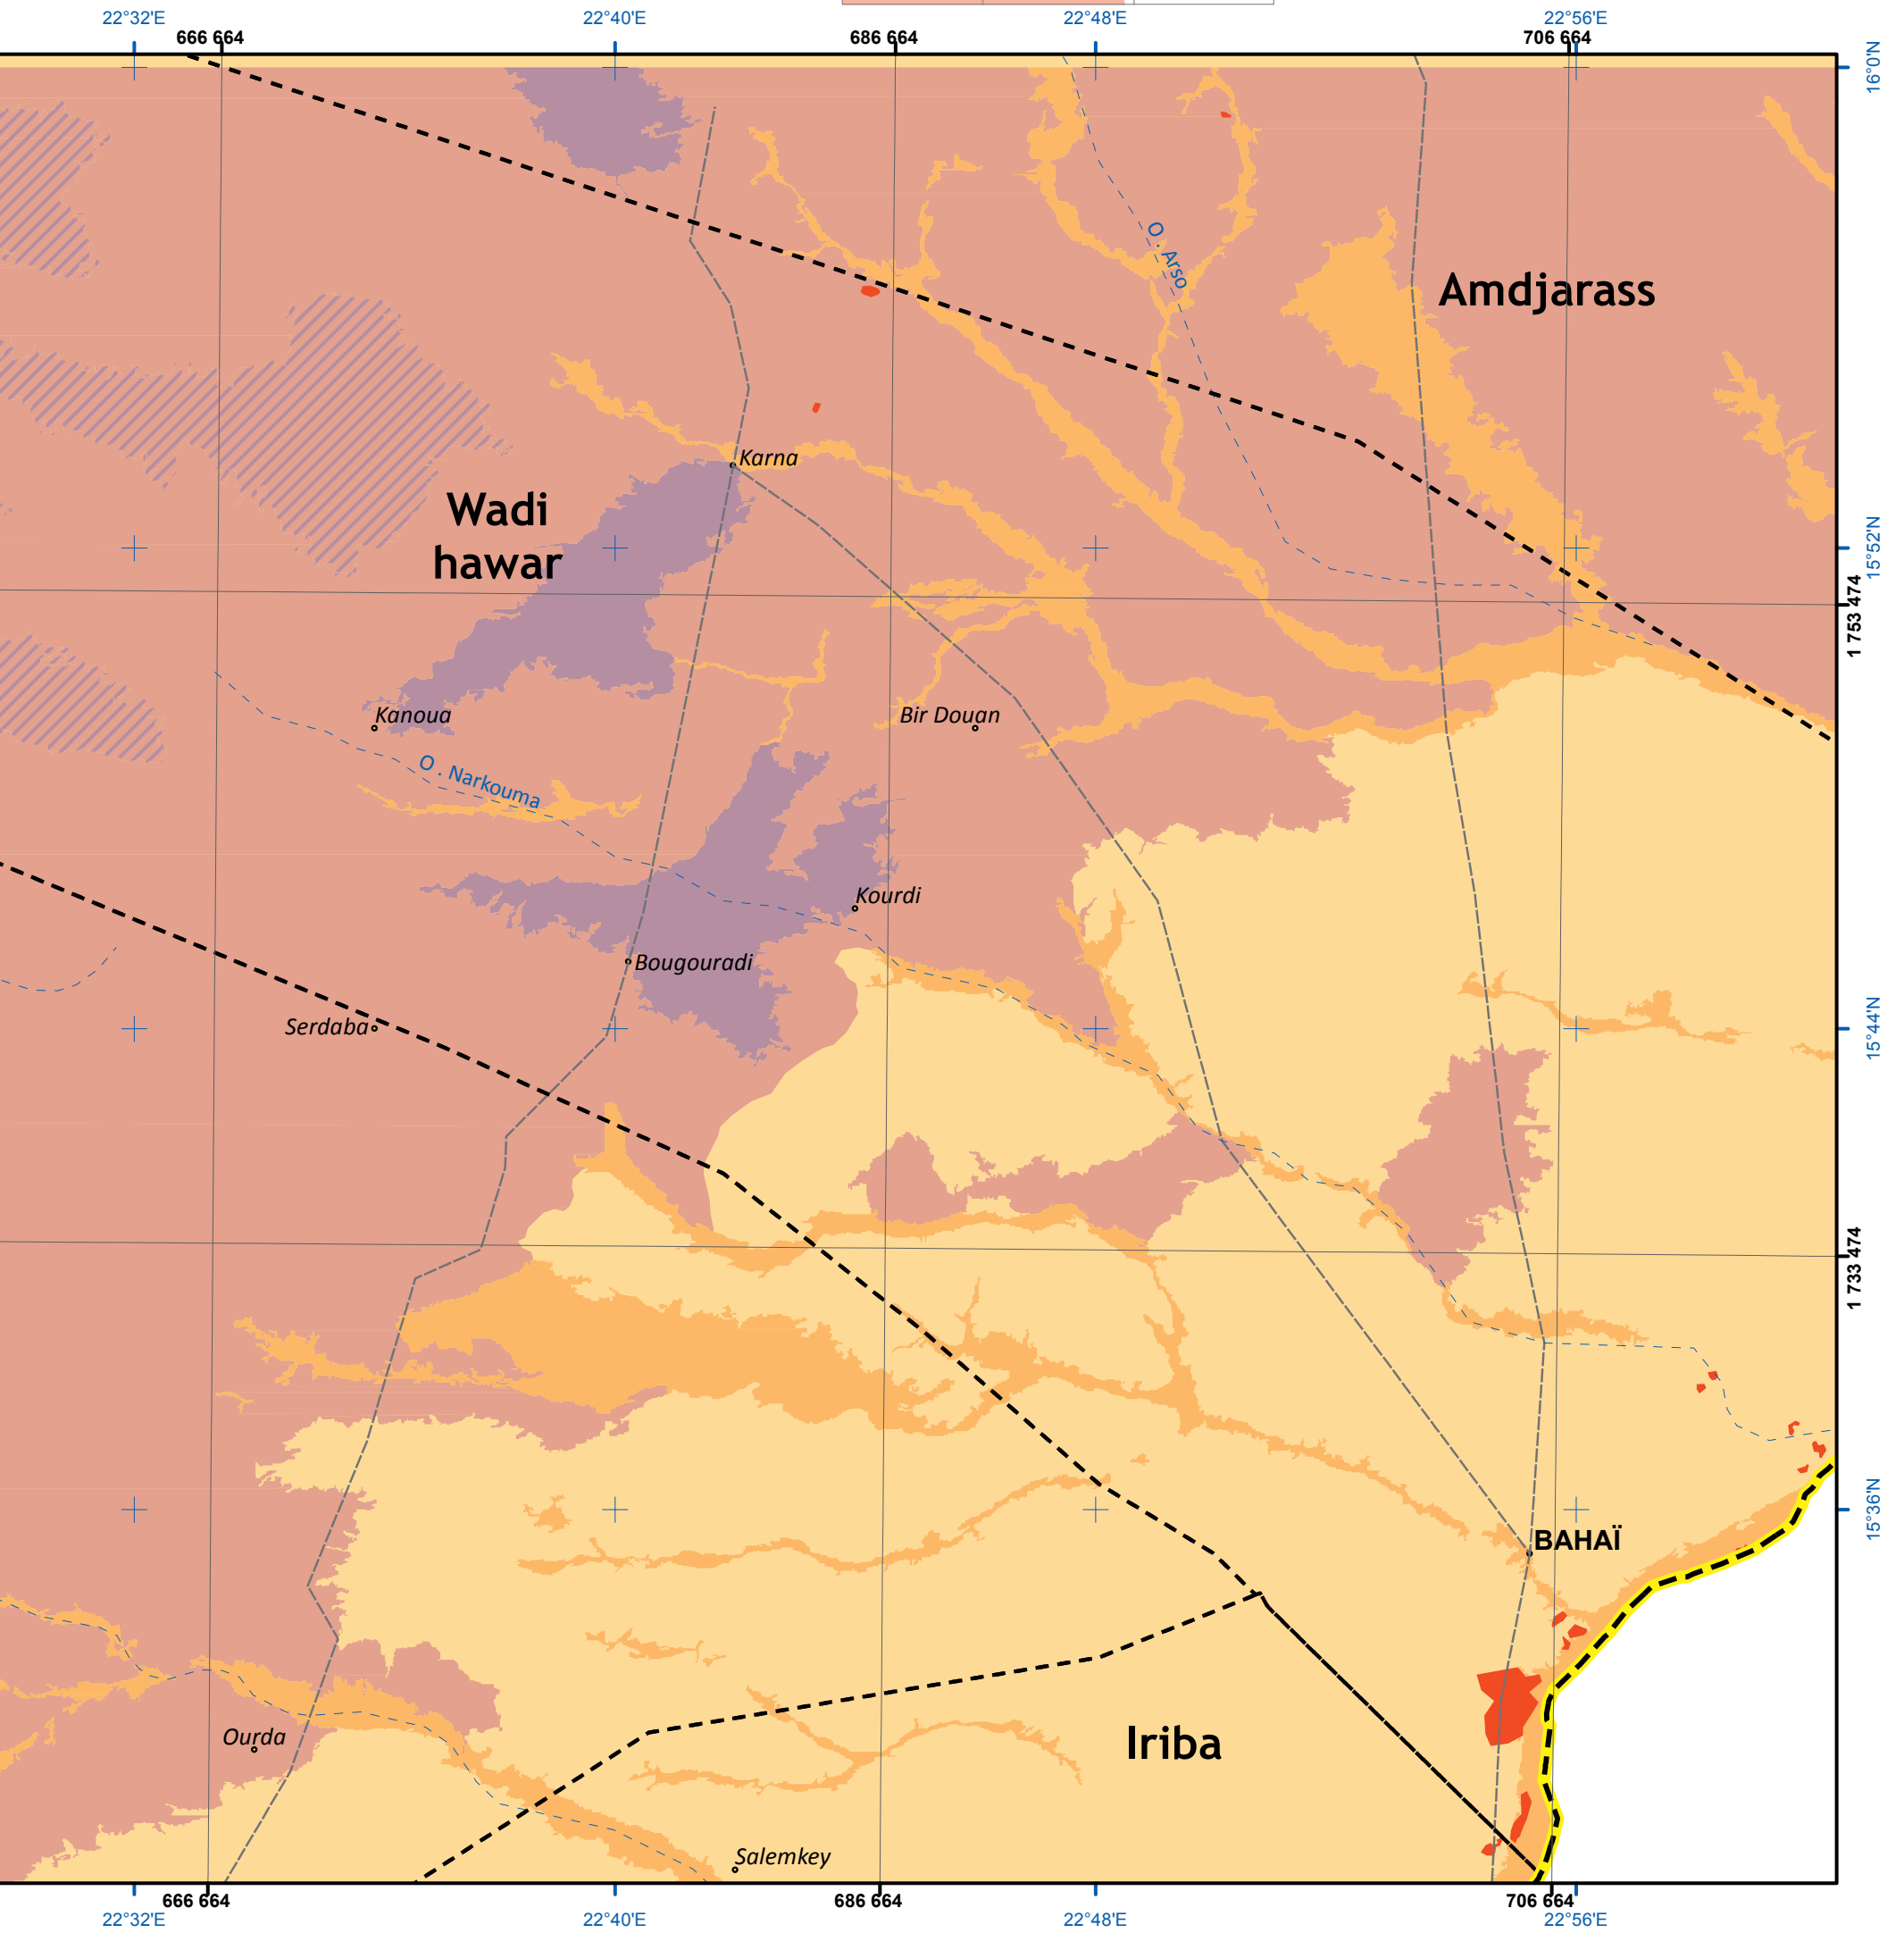 22°32'E
22°40'E
22°48'E
22°56'E
666 664
686 664
706 664
16°0'N
O . Arso
Amdjarass
Karna
Wadi
hawar
15°52'N
1 753 474
Kanoua
Bir Douan
O . Narkouma
Kourdi
Bougouradi
Serdaba
15°44'N
1 733 474
15°36'N
BAHAÏ
Ourda
Iriba
Salemkey
666 664
686 664
706 664
22°32'E
22°40'E
22°48'E
22°56'E